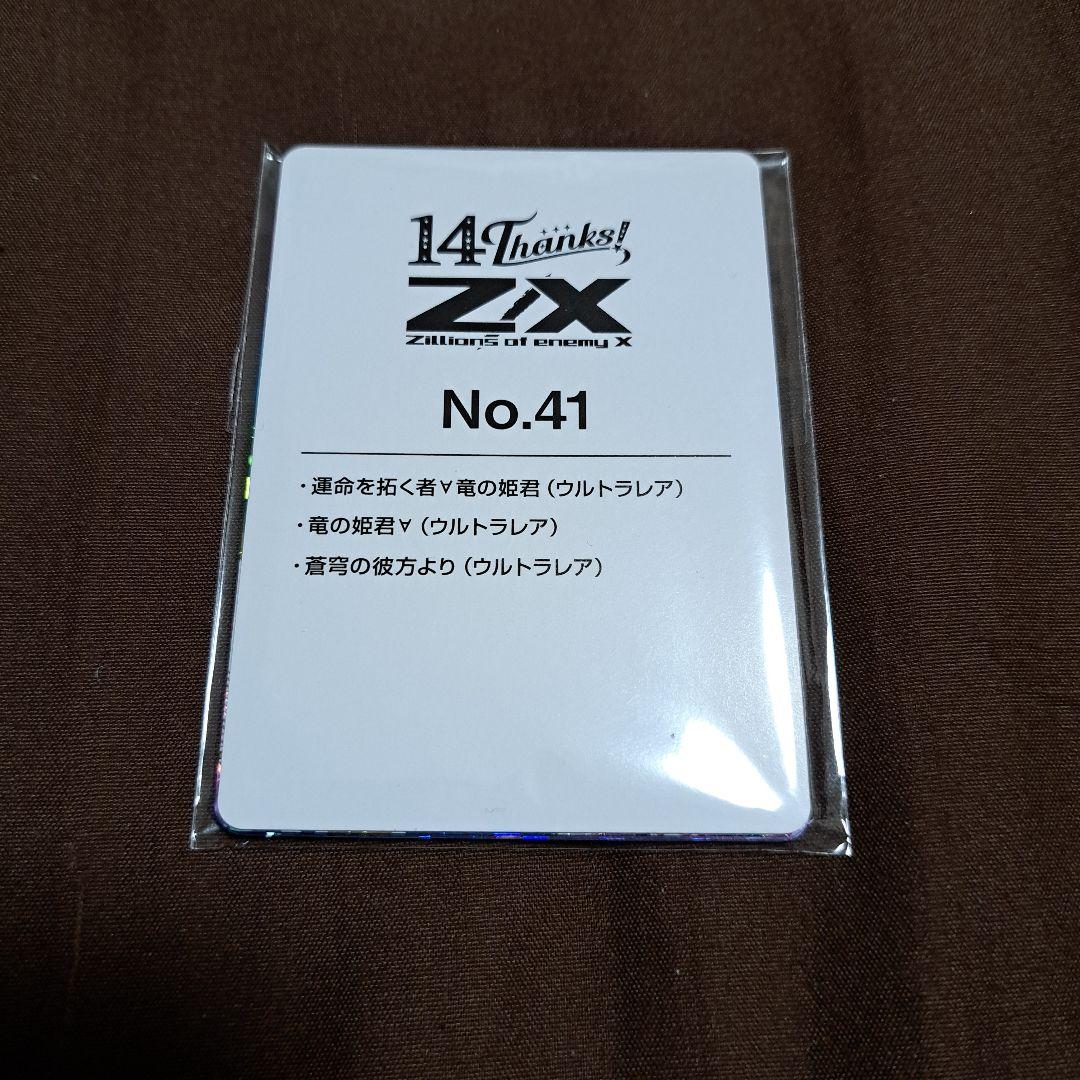 14 Thanks!
Z/X
Zillions of enemy X
No.41
・運命を拓く者∀竜の姫君（ウルトラレア）
・竜の姫君∀（ウルトラレア）
・蒼穹の彼方より（ウルトラレア）